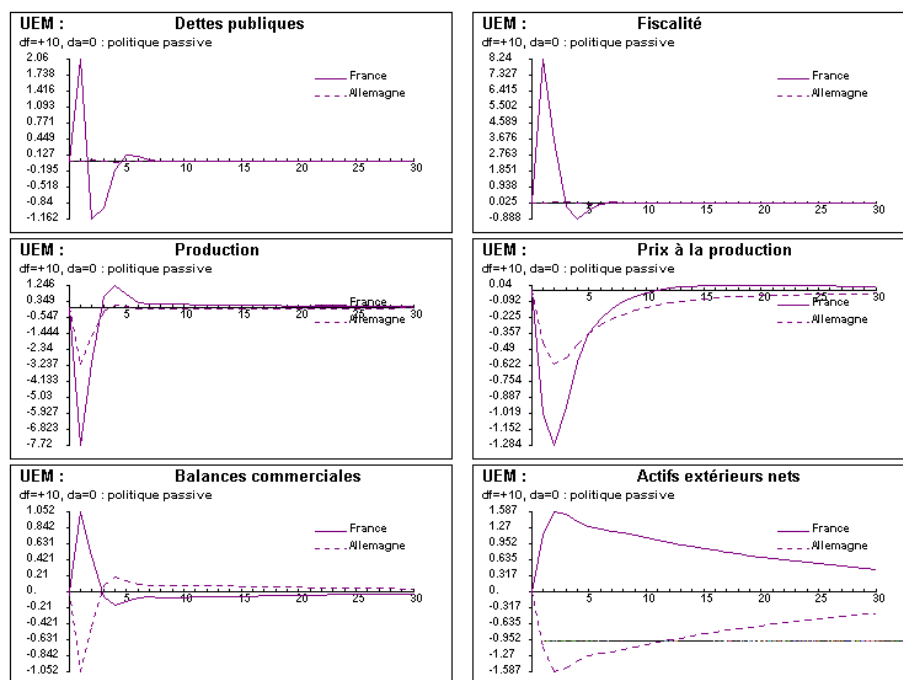 UEM : Dettes publiques
df=+10, da=0 : politique passive
2.06
1.738
1.416
1.093
0.771
0.449
0.127
-0.195
-0.518
-0.84
-1.162
5 10 15 20 25 30
France
Allemagne
UEM : Fiscalité
df=+10, da=0 : politique passive
8.24
7.327
6.415
5.502
4.589
3.676
2.763
1.851
0.938
0.025
-0.888
5 10 15 20 25 30
France
Allemagne
UEM : Production
df=+10, da=0 : politique passive
1.246
0.349
-0.547
-1.444
-2.34
-3.237
-4.133
-5.03
-5.927
-6.823
-7.72
5 10 15 20 25 30
France
Allemagne
UEM : Prix à la production
df=+10, da=0 : politique passive
0.04
-0.092
-0.225
-0.357
-0.49
-0.622
-0.754
-0.887
-1.019
-1.152
-1.284
5 10 15 20 25 30
France
Allemagne
UEM : Balances commerciales
df=+10, da=0 : politique passive
1.052
0.842
0.631
0.421
0.21
0.
-0.21
-0.421
-0.631
-0.842
-1.052
5 10 15 20 25 30
France
Allemagne
UEM : Actifs extérieurs nets
df=+10, da=0 : politique passive
1.587
1.27
0.952
0.635
0.317
0.
-0.317
-0.635
-0.952
-1.27
-1.587
5 10 15 20 25 30
France
Allemagne